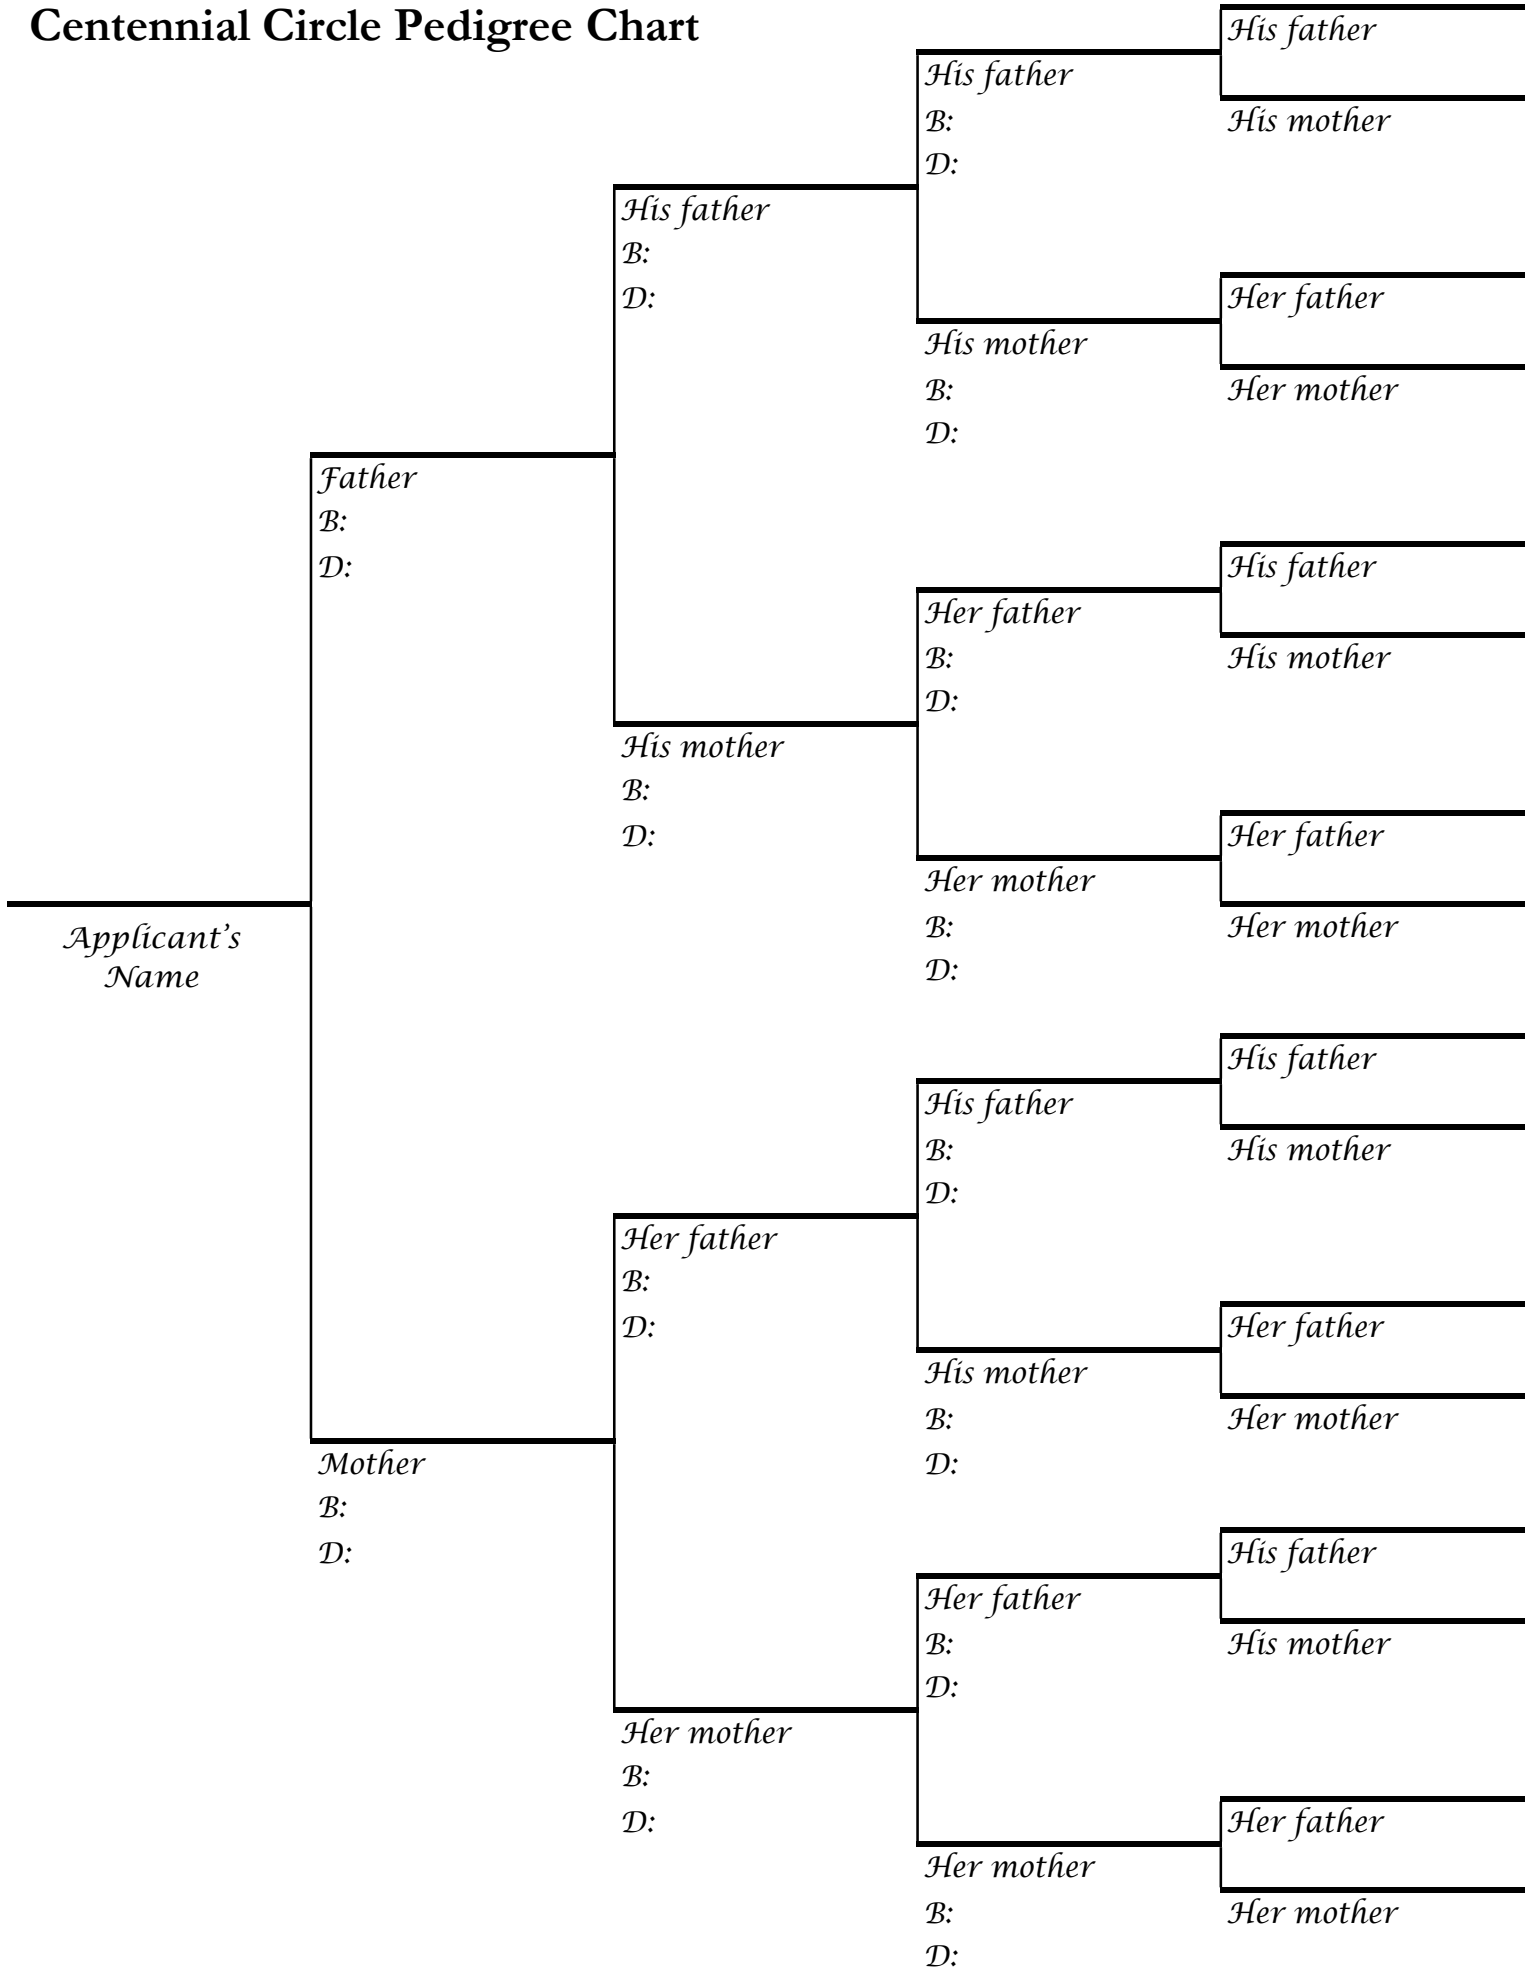 Centennial Circle Pedigree Chart
His father
His father
B:
D:
His mother
His father
B:
D:
Her father
His mother
B:
D:
Her mother
Father
B:
D:
His father
Her father
B:
D:
His mother
His mother
B:
D:
Her father
Her mother
B:
D:
Her mother
Applicant's
Name
His father
His father
B:
D:
His mother
Her father
B:
D:
Her father
His mother
B:
D:
Her mother
Mother
B:
D:
His father
Her father
B:
D:
His mother
Her mother
B:
D:
Her father
Her mother
B:
D:
Her mother